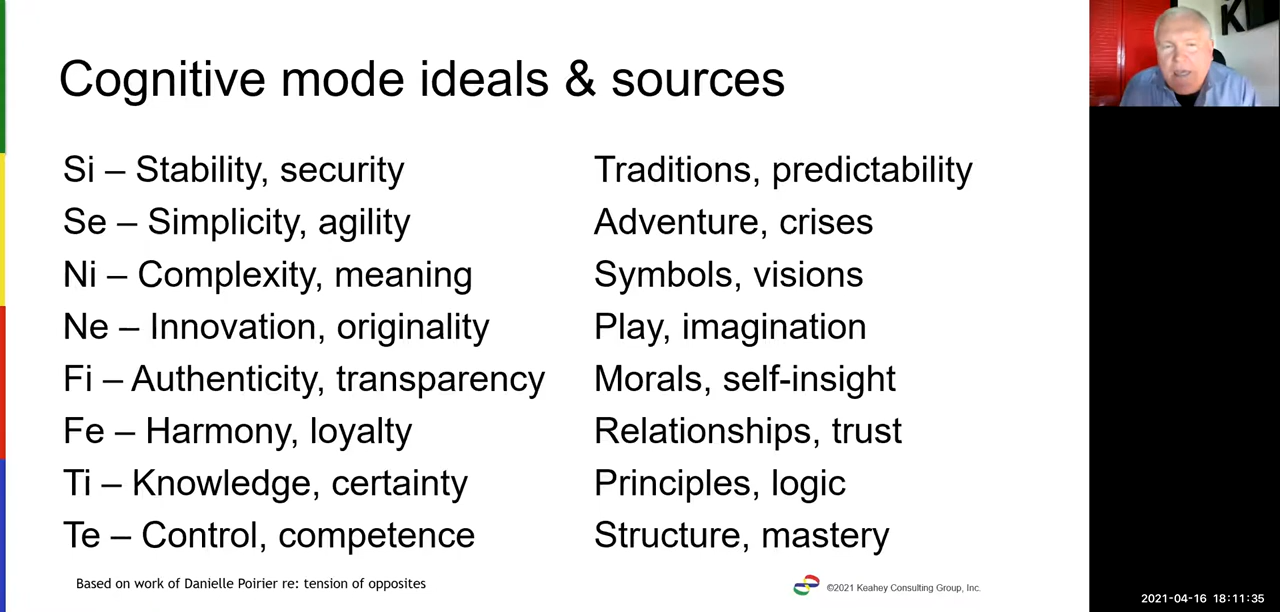 Cognitive mode ideals & sources
Si – Stability, security
Traditions, predictability
Se – Simplicity, agility
Adventure, crises
Ni – Complexity, meaning
Symbols, visions
Ne – Innovation, originality
Play, imagination
Fi – Authenticity, transparency
Morals, self-insight
Fe – Harmony, loyalty
Relationships, trust
Ti – Knowledge, certainty
Principles, logic
Te – Control, competence
Structure, mastery
Based on work of Danielle Poirier re: tension of opposites
©2021 Keahey Consulting Group, Inc.
2021-04-16 18:11:35